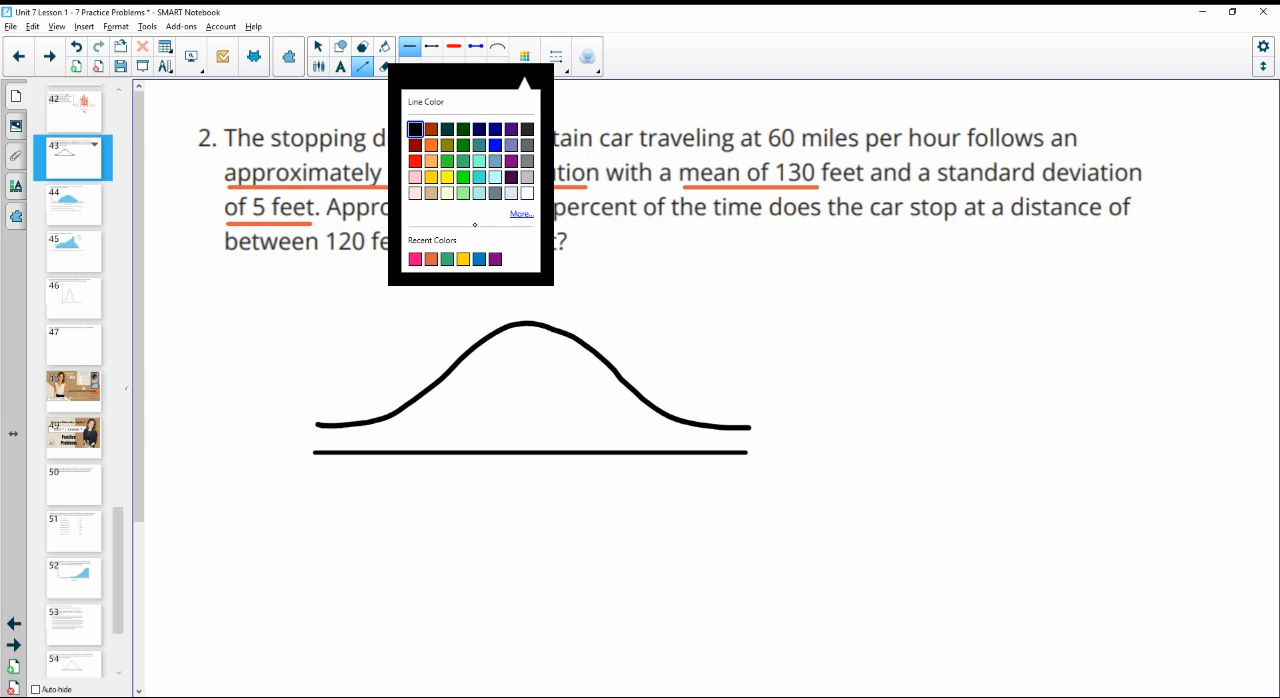 Unit 7 Lesson 1 - 7 Practice Problems * - SMART Notebook
File Edit View Insert Format Tools Add-ons Account Help
Line Color
More...
Recent Colors
2. The stopping d tain car traveling at 60 miles per hour follows an
approximately ution with a mean of 130 feet and a standard deviation
of 5 feet. Appro percent of the time does the car stop at a distance of
between 120 fe t?
42
43
44
45
46
47
48
49
Practice
Problems
50
51
52
53
54
Auto-hide